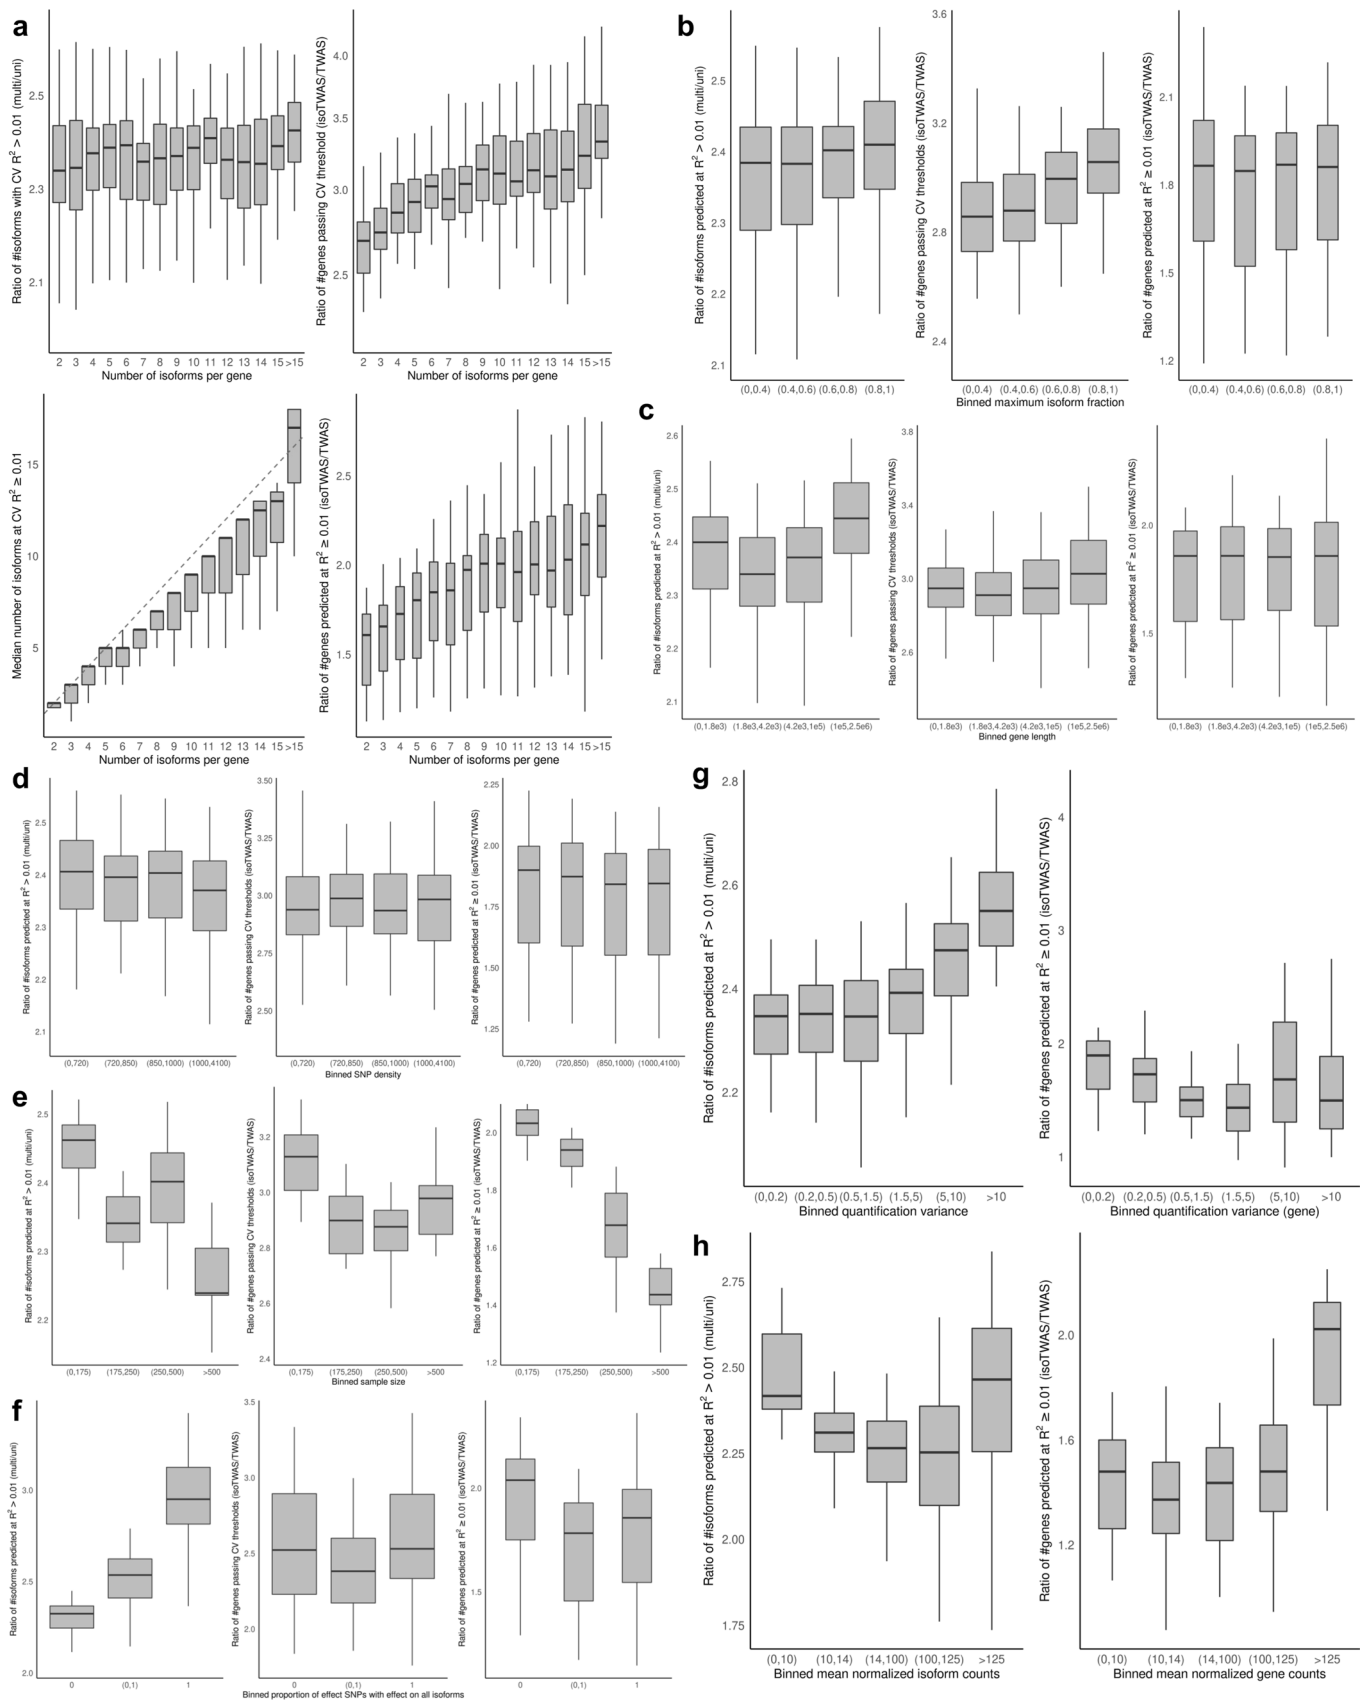 a
Ratio of #isoforms with CV R² > 0.01 (multi/uni)
2.5
2.3
2.1
2 3 4 5 6 7 8 9 10 11 12 13 14 15 >15
Number of isoforms per gene
Ratio of #genes passing CV threshold (isoTWAS/TWAS)
4.0
3.5
3.0
2.5
2 3 4 5 6 7 8 9 10 11 12 13 14 15 >15
Number of isoforms per gene
Median number of isoforms at CV R² ≥ 0.01
15
10
5
2 3 4 5 6 7 8 9 10 11 12 13 14 15 >15
Number of isoforms per gene
Ratio of #genes predicted at R² ≥ 0.01 (isoTWAS/TWAS)
2.5
2.0
1.5
2 3 4 5 6 7 8 9 10 11 12 13 14 15 >15
Number of isoforms per gene
b
Ratio of #isoforms predicted at R² > 0.01 (multi/uni)
2.5
2.4
2.3
2.2
2.1
(0,0.4) (0.4,0.6) (0.6,0.8) (0.8,1)
Ratio of #genes passing CV thresholds (isoTWAS/TWAS)
3.6
3.2
2.8
2.4
(0,0.4) (0.4,0.6) (0.6,0.8) (0.8,1)
Binned maximum isoform fraction
Ratio of #genes predicted at R² ≥ 0.01 (isoTWAS/TWAS)
2.1
1.8
1.5
1.2
(0,0.4) (0.4,0.6) (0.6,0.8) (0.8,1)
c
Ratio of #isoforms predicted at R² > 0.01 (multi/uni)
2.6
2.5
2.4
2.3
2.2
2.1
(0,1.8e3) (1.8e3,4.2e3) (4.2e3,1e5) (1e5,2.5e6)
Ratio of #genes passing CV thresholds (isoTWAS/TWAS)
3.8
3.4
3.0
2.6
(0,1.8e3) (1.8e3,4.2e3) (4.2e3,1e5) (1e5,2.5e6)
Binned gene length
Ratio of #genes predicted at R² ≥ 0.01 (isoTWAS/TWAS)
2.0
1.5
(0,1.8e3) (1.8e3,4.2e3) (4.2e3,1e5) (1e5,2.5e6)
d
Ratio of #isoforms predicted at R² > 0.01 (multi/uni)
2.5
2.4
2.3
2.2
2.1
(0,720) (720,850) (850,1000) (1000,4100)
Ratio of #genes passing CV thresholds (isoTWAS/TWAS)
3.50
3.25
3.00
2.75
2.50
(0,720) (720,850) (850,1000) (1000,4100)
Binned SNP density
Ratio of #genes predicted at R² ≥ 0.01 (isoTWAS/TWAS)
2.25
2.00
1.75
1.50
1.25
(0,720) (720,850) (850,1000) (1000,4100)
e
Ratio of #isoforms predicted at R² > 0.01 (multi/uni)
2.5
2.4
2.3
2.2
(0,175) (175,250) (250,500) >500
Ratio of #genes passing CV thresholds (isoTWAS/TWAS)
3.2
3.0
2.8
2.6
2.4
(0,175) (175,250) (250,500) >500
Binned sample size
Ratio of #genes predicted at R² ≥ 0.01 (isoTWAS/TWAS)
2.0
1.8
1.6
1.4
1.2
(0,175) (175,250) (250,500) >500
f
Ratio of #isoforms predicted at R² > 0.01 (multi/uni)
3.0
2.5
2.0
0 (0,1) 1
Ratio of #genes passing CV thresholds (isoTWAS/TWAS)
3.5
3.0
2.5
2.0
0 (0,1) 1
Binned proportion of effect SNPs with effect on all isoforms
Ratio of #genes predicted at R² ≥ 0.01 (isoTWAS/TWAS)
2.0
1.5
0 (0,1) 1
g
Ratio of #isoforms predicted at R² > 0.01 (multi/uni)
2.8
2.6
2.4
2.2
(0,0.2) (0.2,0.5) (0.5,1.5) (1.5,5) (5,10) >10
Binned quantification variance
Ratio of #genes predicted at R² ≥ 0.01 (isoTWAS/TWAS)
4
3
2
1
(0,0.2) (0.2,0.5) (0.5,1.5) (1.5,5) (5,10) >10
Binned quantification variance (gene)
h
Ratio of #isoforms predicted at R² > 0.01 (multi/uni)
2.75
2.50
2.25
2.00
1.75
(0,10) (10,14) (14,100) (100,125) >125
Binned mean normalized isoform counts
Ratio of #genes predicted at R² ≥ 0.01 (isoTWAS/TWAS)
2.0
1.6
1.2
(0,10) (10,14) (14,100) (100,125) >125
Binned mean normalized gene counts